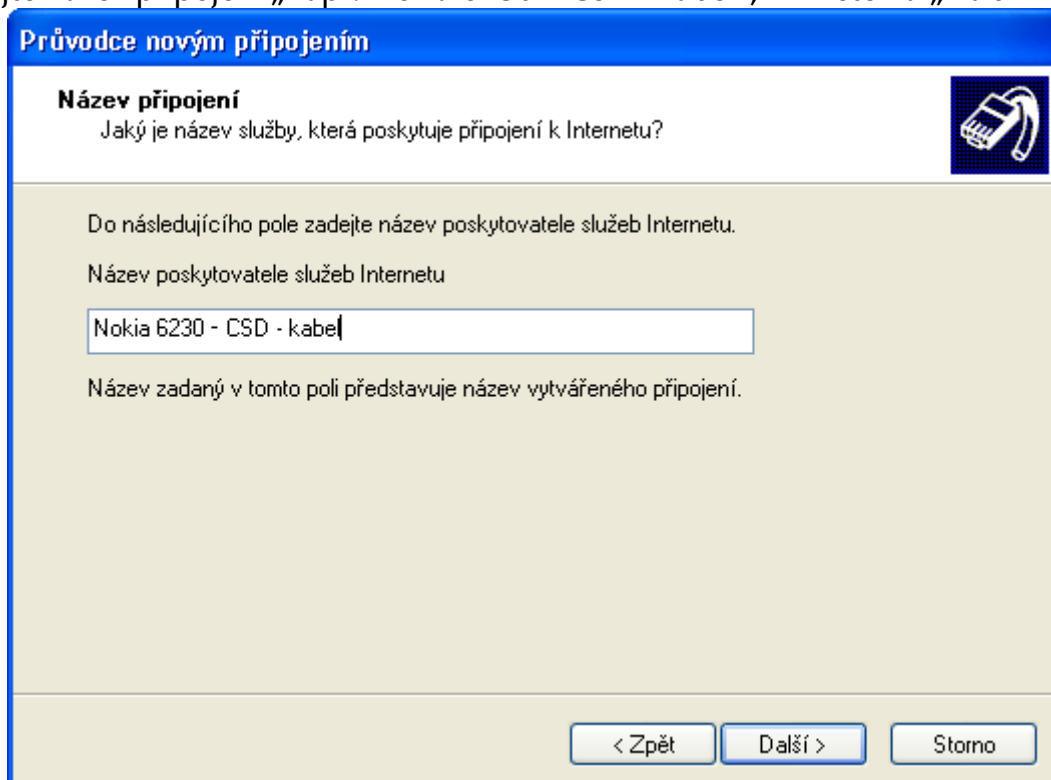 Průvodce novým připojením
Název připojení
Jaký je název služby, která poskytuje připojení k Internetu?
Do následujícího pole zadejte název poskytovatele služeb Internetu.
Název poskytovatele služeb Internetu
Nokia 6230 - CSD - kabel
Název zadaný v tomto poli představuje název vytvářeného připojení.
< Zpět
Další >
Storno